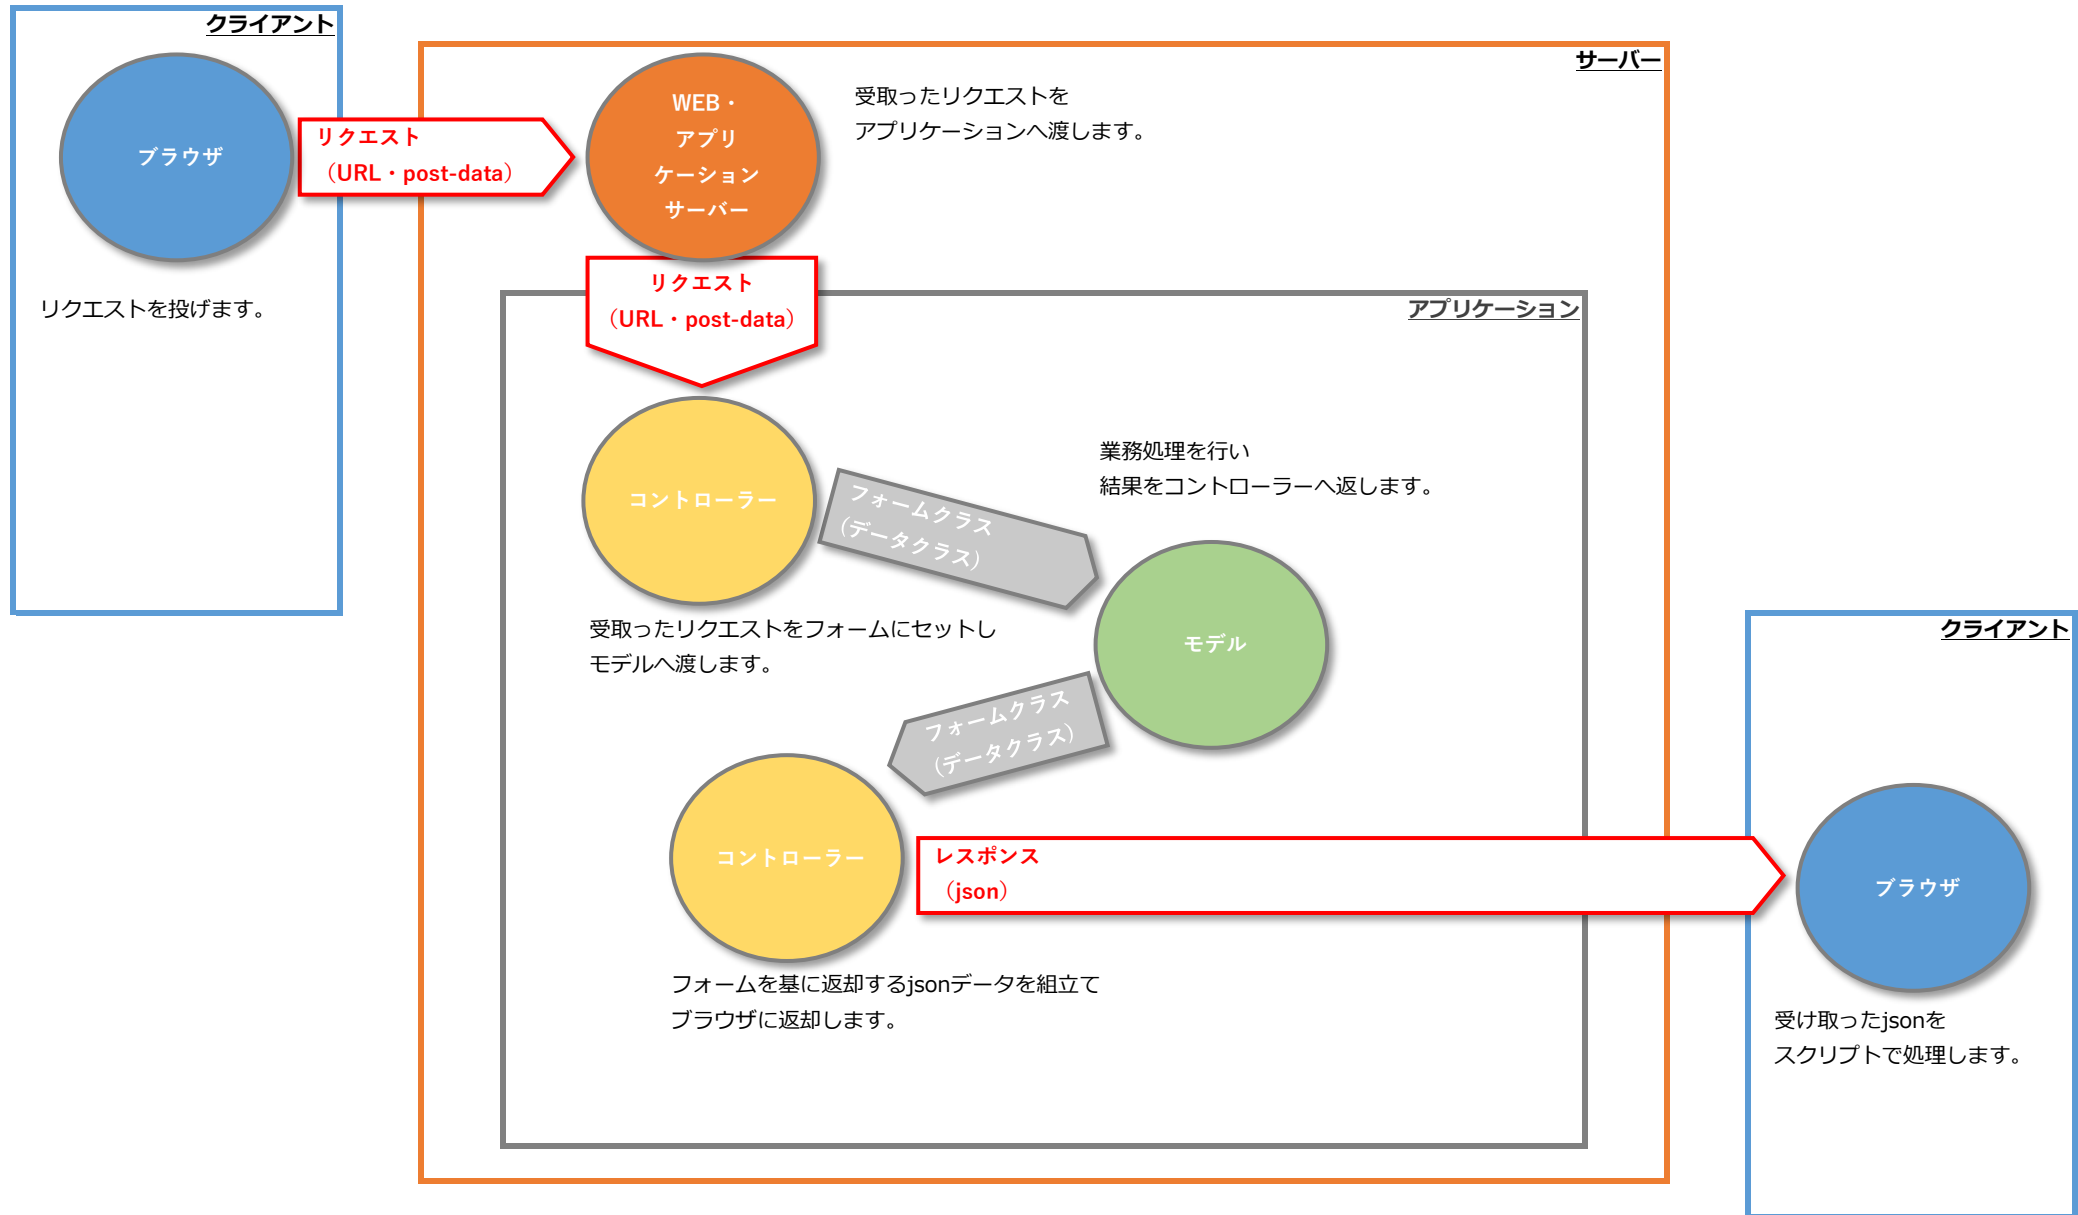 クライアント
ブラウザ
リクエスト
（URL・post-data）
リクエストを投げます。
サーバー
WEB・
アプリ
ケーション
サーバー
受取ったリクエストを
アプリケーションへ渡します。
リクエスト
（URL・post-data）
アプリケーション
コントローラー
フォームクラス
（データクラス）
業務処理を行い
結果をコントローラーへ返します。
受取ったリクエストをフォームにセットし
モデルへ渡します。
モデル
フォームクラス
（データクラス）
コントローラー
レスポンス
（json）
フォームを基に返却するjsonデータを組立て
ブラウザに返却します。
クライアント
ブラウザ
受け取ったjsonを
スクリプトで処理します。